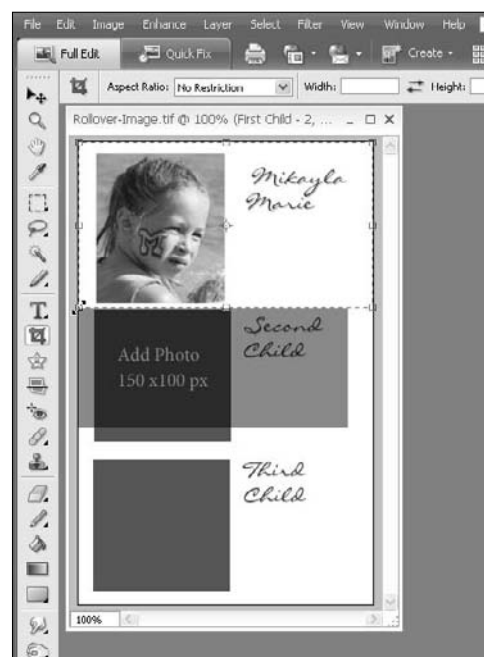 File Edit Image Enhance Layer Select Filter View Window Help
Full Edit Quick Fix Create
Aspect Ratio: No Restriction Width: Height:
Rollover-Image.tif @ 100% (First Child - 2, ...
Mikayla
Marie
M
Second
Child
Add Photo
150 x100 px
Third
Child
100%